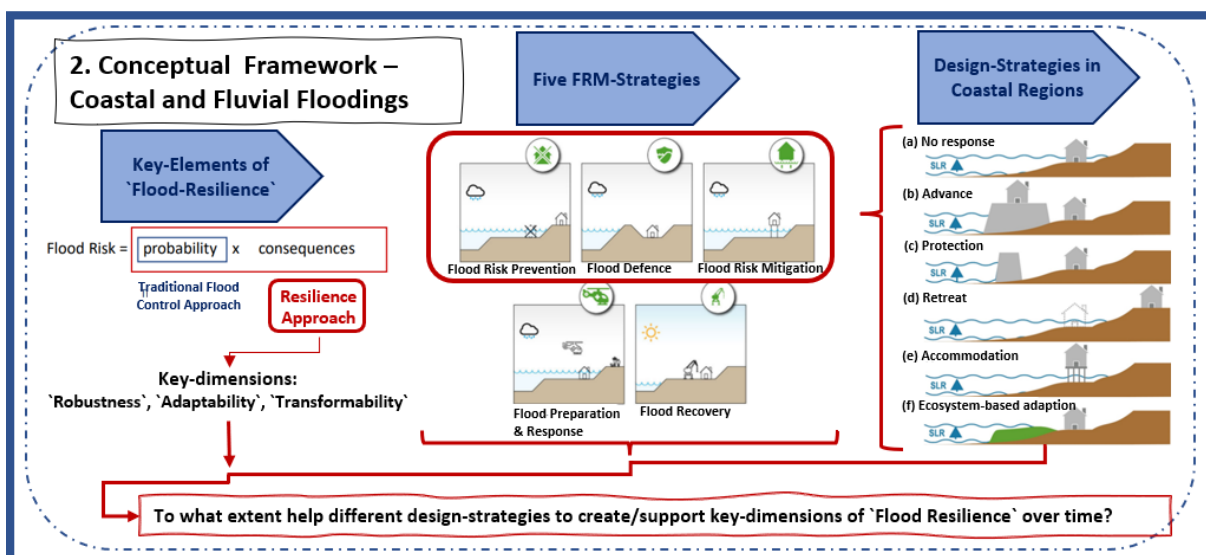 2. Conceptual Framework –
Coastal and Fluvial Floodings
Key-Elements of
`Flood-Resilience`
Flood Risk = probability x consequences
Traditional Flood
Control Approach
Resilience
Approach
Key-dimensions:
`Robustness`, `Adaptability`, `Transformability`
Five FRM-Strategies
Flood Risk Prevention
Flood Defence
Flood Risk Mitigation
Flood Preparation
& Response
Flood Recovery
Design-Strategies in
Coastal Regions
(a) No response
SLR
(b) Advance
SLR
(c) Protection
SLR
(d) Retreat
SLR
(e) Accommodation
SLR
(f) Ecosystem-based adaption
SLR
To what extent help different design-strategies to create/support key-dimensions of `Flood Resilience` over time?